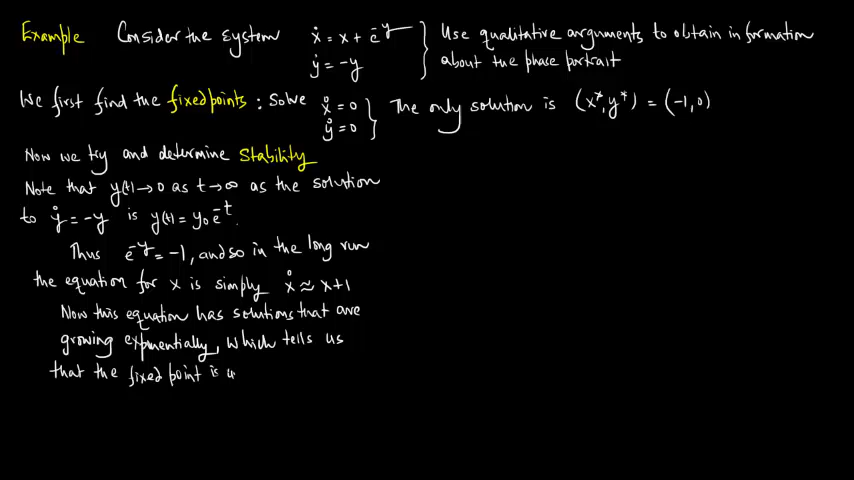 Example Consider the System ẋ = x + e^-y } Use qualitative arguments to obtain information
ẏ = -y about the phase portrait
We first find the fixed points : Solve ẋ = 0 } The only solution is (x*, y*) = (-1, 0)
ẏ = 0
Now we try and determine Stability
Note that y(t) → 0 as t → ∞ as the solution
to ẏ = -y is y(t) = y₀e^-t.
Thus e^-y = -1, and so in the long run
the equation for x is simply ẋ ≈ x+1
Now this equation has solutions that are
growing exponentially, which tells us
that the fixed point is